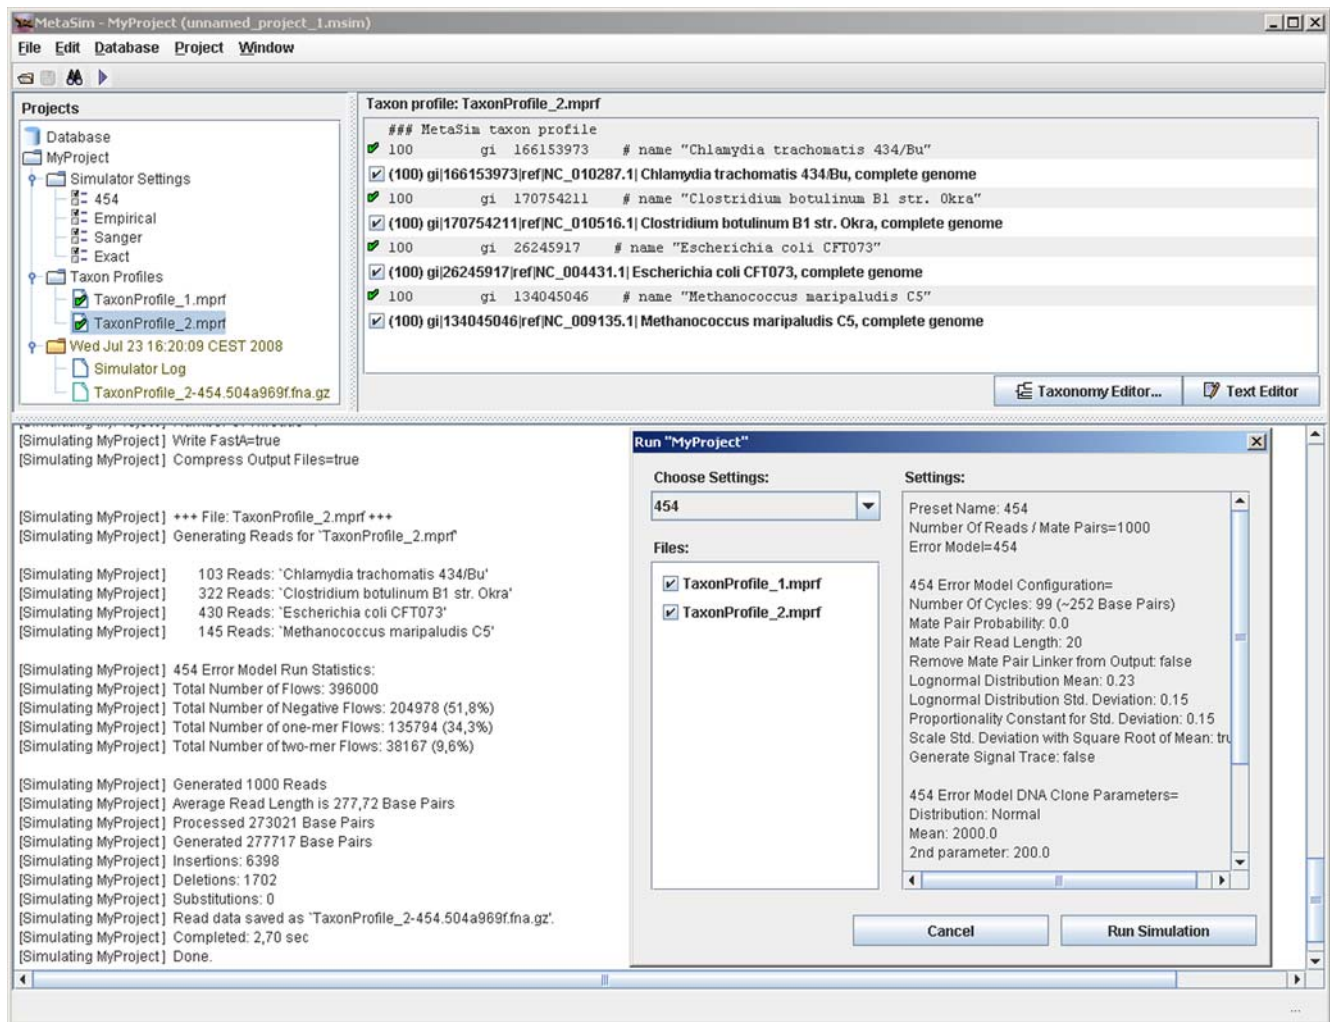 MetaSim - MyProject (unnamed_project_1.msim)
File Edit Database Project Window
Projects
Database
MyProject
Simulator Settings
454
Empirical
Sanger
Exact
Taxon Profiles
TaxonProfile_1.mprf
TaxonProfile_2.mprf
Wed Jul 23 16:20:09 CEST 2008
Simulator Log
TaxonProfile_2-454.504a969f.fna.gz
Taxon profile: TaxonProfile_2.mprf
### MetaSim taxon profile
100 gi 166153973 # name "Chlamydia trachomatis 434/Bu"
(100) gi|166153973|ref|NC_010287.1| Chlamydia trachomatis 434/Bu, complete genome
100 gi 170754211 # name "Clostridium botulinum B1 str. Okra"
(100) gi|170754211|ref|NC_010516.1| Clostridium botulinum B1 str. Okra, complete genome
100 gi 26245917 # name "Escherichia coli CFT073"
(100) gi|26245917|ref|NC_004431.1| Escherichia coli CFT073, complete genome
100 gi 134045046 # name "Methanococcus maripaludis C5"
(100) gi|134045046|ref|NC_009135.1| Methanococcus maripaludis C5, complete genome
Taxonomy Editor... Text Editor
[Simulating MyProject] Write FastA=true
[Simulating MyProject] Compress Output Files=true
[Simulating MyProject] +++ File: TaxonProfile_2.mprf +++
[Simulating MyProject] Generating Reads for `TaxonProfile_2.mprf'
[Simulating MyProject] 103 Reads: `Chlamydia trachomatis 434/Bu'
[Simulating MyProject] 322 Reads: `Clostridium botulinum B1 str. Okra'
[Simulating MyProject] 430 Reads: `Escherichia coli CFT073'
[Simulating MyProject] 145 Reads: `Methanococcus maripaludis C5'
[Simulating MyProject] 454 Error Model Run Statistics:
[Simulating MyProject] Total Number of Flows: 396000
[Simulating MyProject] Total Number of Negative Flows: 204978 (51,8%)
[Simulating MyProject] Total Number of one-mer Flows: 135794 (34,3%)
[Simulating MyProject] Total Number of two-mer Flows: 38167 (9,6%)
[Simulating MyProject] Generated 1000 Reads
[Simulating MyProject] Average Read Length is 277,72 Base Pairs
[Simulating MyProject] Processed 273021 Base Pairs
[Simulating MyProject] Generated 277717 Base Pairs
[Simulating MyProject] Insertions: 6398
[Simulating MyProject] Deletions: 1702
[Simulating MyProject] Substitutions: 0
[Simulating MyProject] Read data saved as `TaxonProfile_2-454.504a969f.fna.gz'.
[Simulating MyProject] Completed: 2,70 sec
[Simulating MyProject] Done.
Run "MyProject"
Choose Settings:
454
Files:
TaxonProfile_1.mprf
TaxonProfile_2.mprf
Settings:
Preset Name: 454
Number Of Reads / Mate Pairs=1000
Error Model=454
454 Error Model Configuration=
Number Of Cycles: 99 (~252 Base Pairs)
Mate Pair Probability: 0.0
Mate Pair Read Length: 20
Remove Mate Pair Linker from Output: false
Lognormal Distribution Mean: 0.23
Lognormal Distribution Std. Deviation: 0.15
Proportionality Constant for Std. Deviation: 0.15
Scale Std. Deviation with Square Root of Mean: tru
Generate Signal Trace: false
454 Error Model DNA Clone Parameters=
Distribution: Normal
Mean: 2000.0
2nd parameter: 200.0
Cancel Run Simulation
...